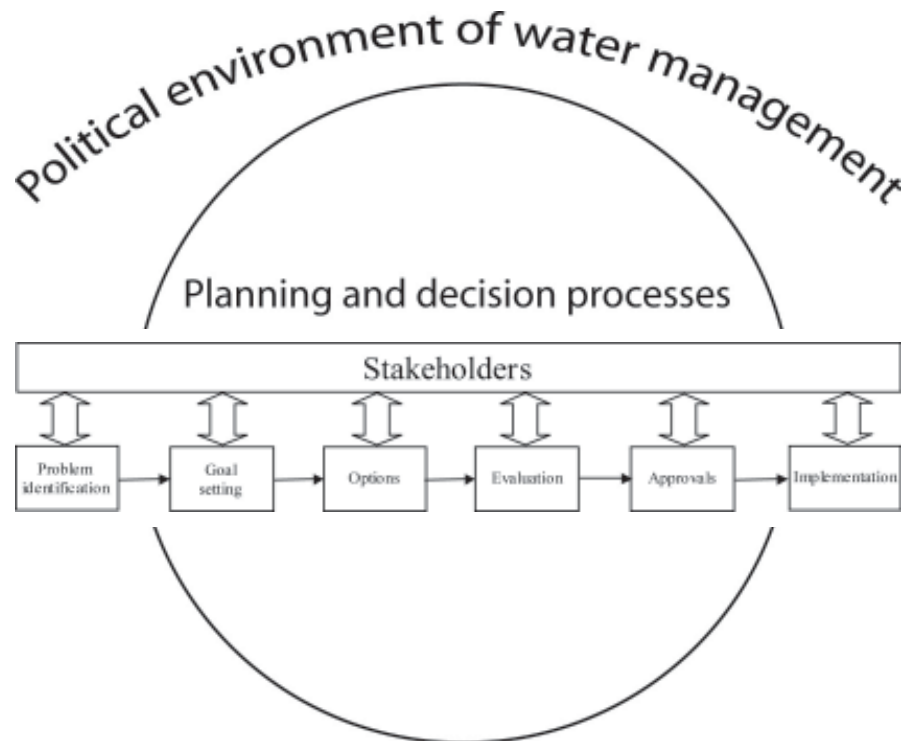 Political environment of water management
Planning and decision processes
Stakeholders
Problem
identification
Goal
setting
Options
Evaluation
Approvals
Implementation